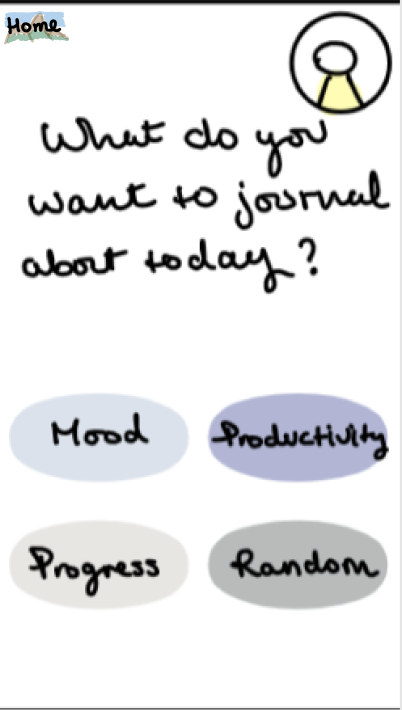 Home
What do you
want to journal
about today?
Mood
Productivity
Progress
Random